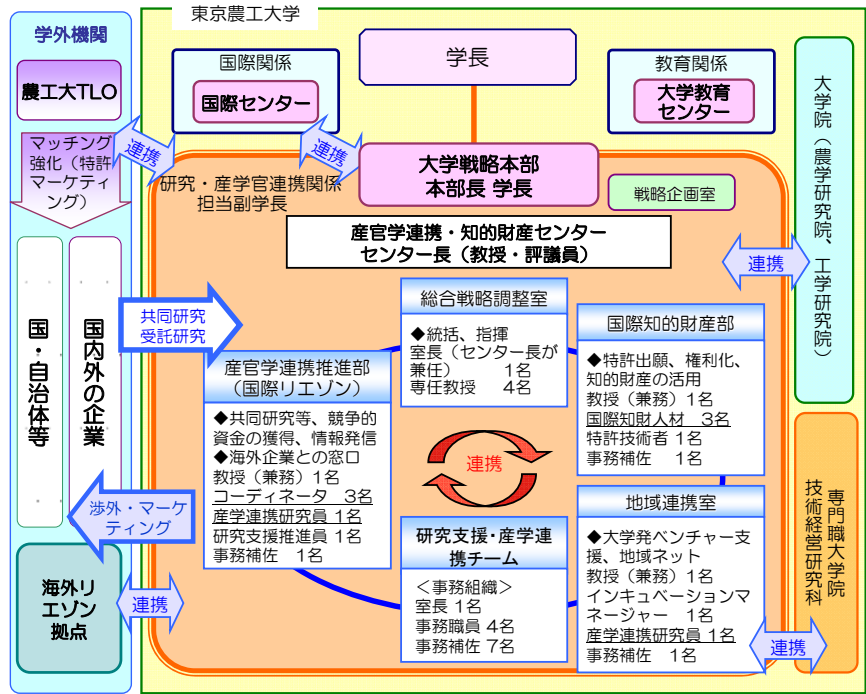 東京農工大学
学外機関
農工大TLO
マッチング
強化（特許
マーケティ
ング）
連携
国・自治体等
国内外の企業
共同研究
受託研究
渉外・マーケ
ティング
海外リ
エゾン
拠点
連携
国際関係
国際センター
連携
学長
教育関係
大学教育
センター
大学戦略本部
本部長 学長
戦略企画室
研究・産学官連携関係
担当副学長
産官学連携・知的財産センター
センター長（教授・評議員）
連携
大学院（農学研究院、工学研究院）
総合戦略調整室
◆統括、指揮
室長（センター長が
兼任） 1名
専任教授 4名
国際知的財産部
◆特許出願、権利化、
知的財産の活用
教授（兼務）1名
国際知財人材 3名
特許技術者 1名
事務補佐 1名
産官学連携推進部
（国際リエゾン）
◆共同研究等、競争的
資金の獲得、情報発信
◆海外企業との窓口
教授（兼務）1名
コーディネータ 3名
産学連携研究員 1名
研究支援推進員 1名
事務補佐 1名
連携
研究支援・産学連
携チーム
＜事務組織＞
室長 1名
事務職員 4名
事務補佐 7名
地域連携室
◆大学発ベンチャー支
援、地域ネット
教授（兼務）1名
インキュベーションマ
ネージャー 1名
産学連携研究員 1名
事務補佐 1名
連携
専門職大学院
技術経営研究科